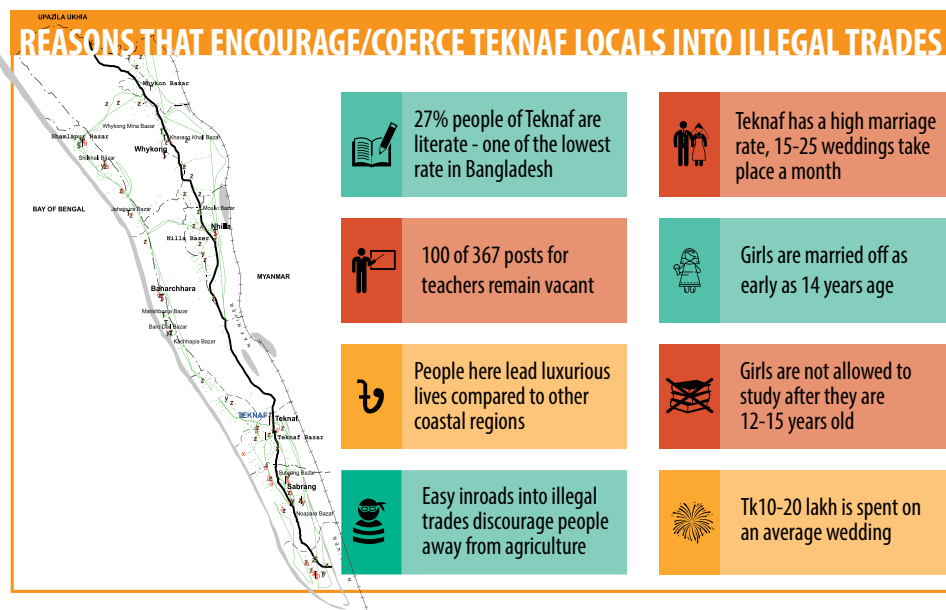 UPAZILA UKHIA
REASONS THAT ENCOURAGE/COERCE TEKNAF LOCALS INTO ILLEGAL TRADES
Whykon Bazar
Whykong Mina Bazar
Shamlapur Bazar
Kharang Khali Bazar
Whykong
Shilkhali Bazar
BAY OF BENGAL
Jahajpura Bazar
Moulvi Bazar
Nhilla
Nilla Bazer
MYANMAR
Baharchhara
Marishbonia Bazar
Baro Dail Bazar
Kachhapia Bazar
NAF RIVER
TEKNAF
Teknaf
Teknaf Bazar
Subrang Bazar
Sabrang
Noapara Bazar
27% people of Teknaf are
literate - one of the lowest
rate in Bangladesh
Teknaf has a high marriage
rate, 15-25 weddings take
place a month
100 of 367 posts for
teachers remain vacant
Girls are married off as
early as 14 years age
৳
People here lead luxurious
lives compared to other
coastal regions
Girls are not allowed to
study after they are
12-15 years old
Easy inroads into illegal
trades discourage people
away from agriculture
Tk10-20 lakh is spent on
an average wedding